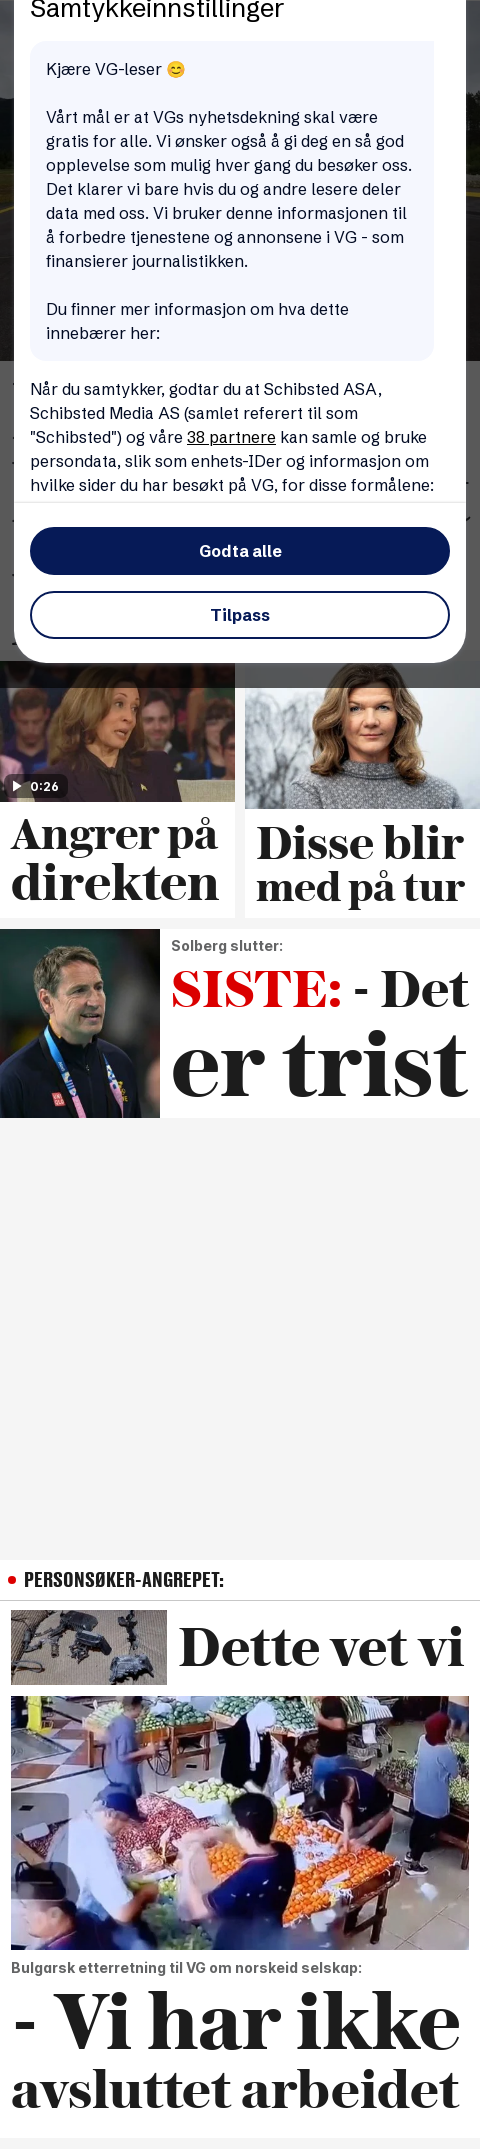 Samtykkeinnstillinger
Kjære VG-leser 😊
Vårt mål er at VGs nyhetsdekning skal være
gratis for alle. Vi ønsker også å gi deg en så god
opplevelse som mulig hver gang du besøker oss.
Det klarer vi bare hvis du og andre lesere deler
data med oss. Vi bruker denne informasjonen til
å forbedre tjenestene og annonsene i VG - som
finansierer journalistikken.
Du finner mer informasjon om hva dette
innebærer her:
Når du samtykker, godtar du at Schibsted ASA,
Schibsted Media AS (samlet referert til som
"Schibsted") og våre 38 partnere kan samle og bruke
persondata, slik som enhets-IDer og informasjon om
hvilke sider du har besøkt på VG, for disse formålene:
Godta alle
Tilpass
0:26
Angrer på
direkten
Disse blir
med på tur
Solberg slutter:
SISTE: - Det
er trist
PERSONSØKER-ANGREPET:
Dette vet vi
Bulgarsk etterretning til VG om norskeid selskap:
- Vi har ikke
avsluttet arbeidet